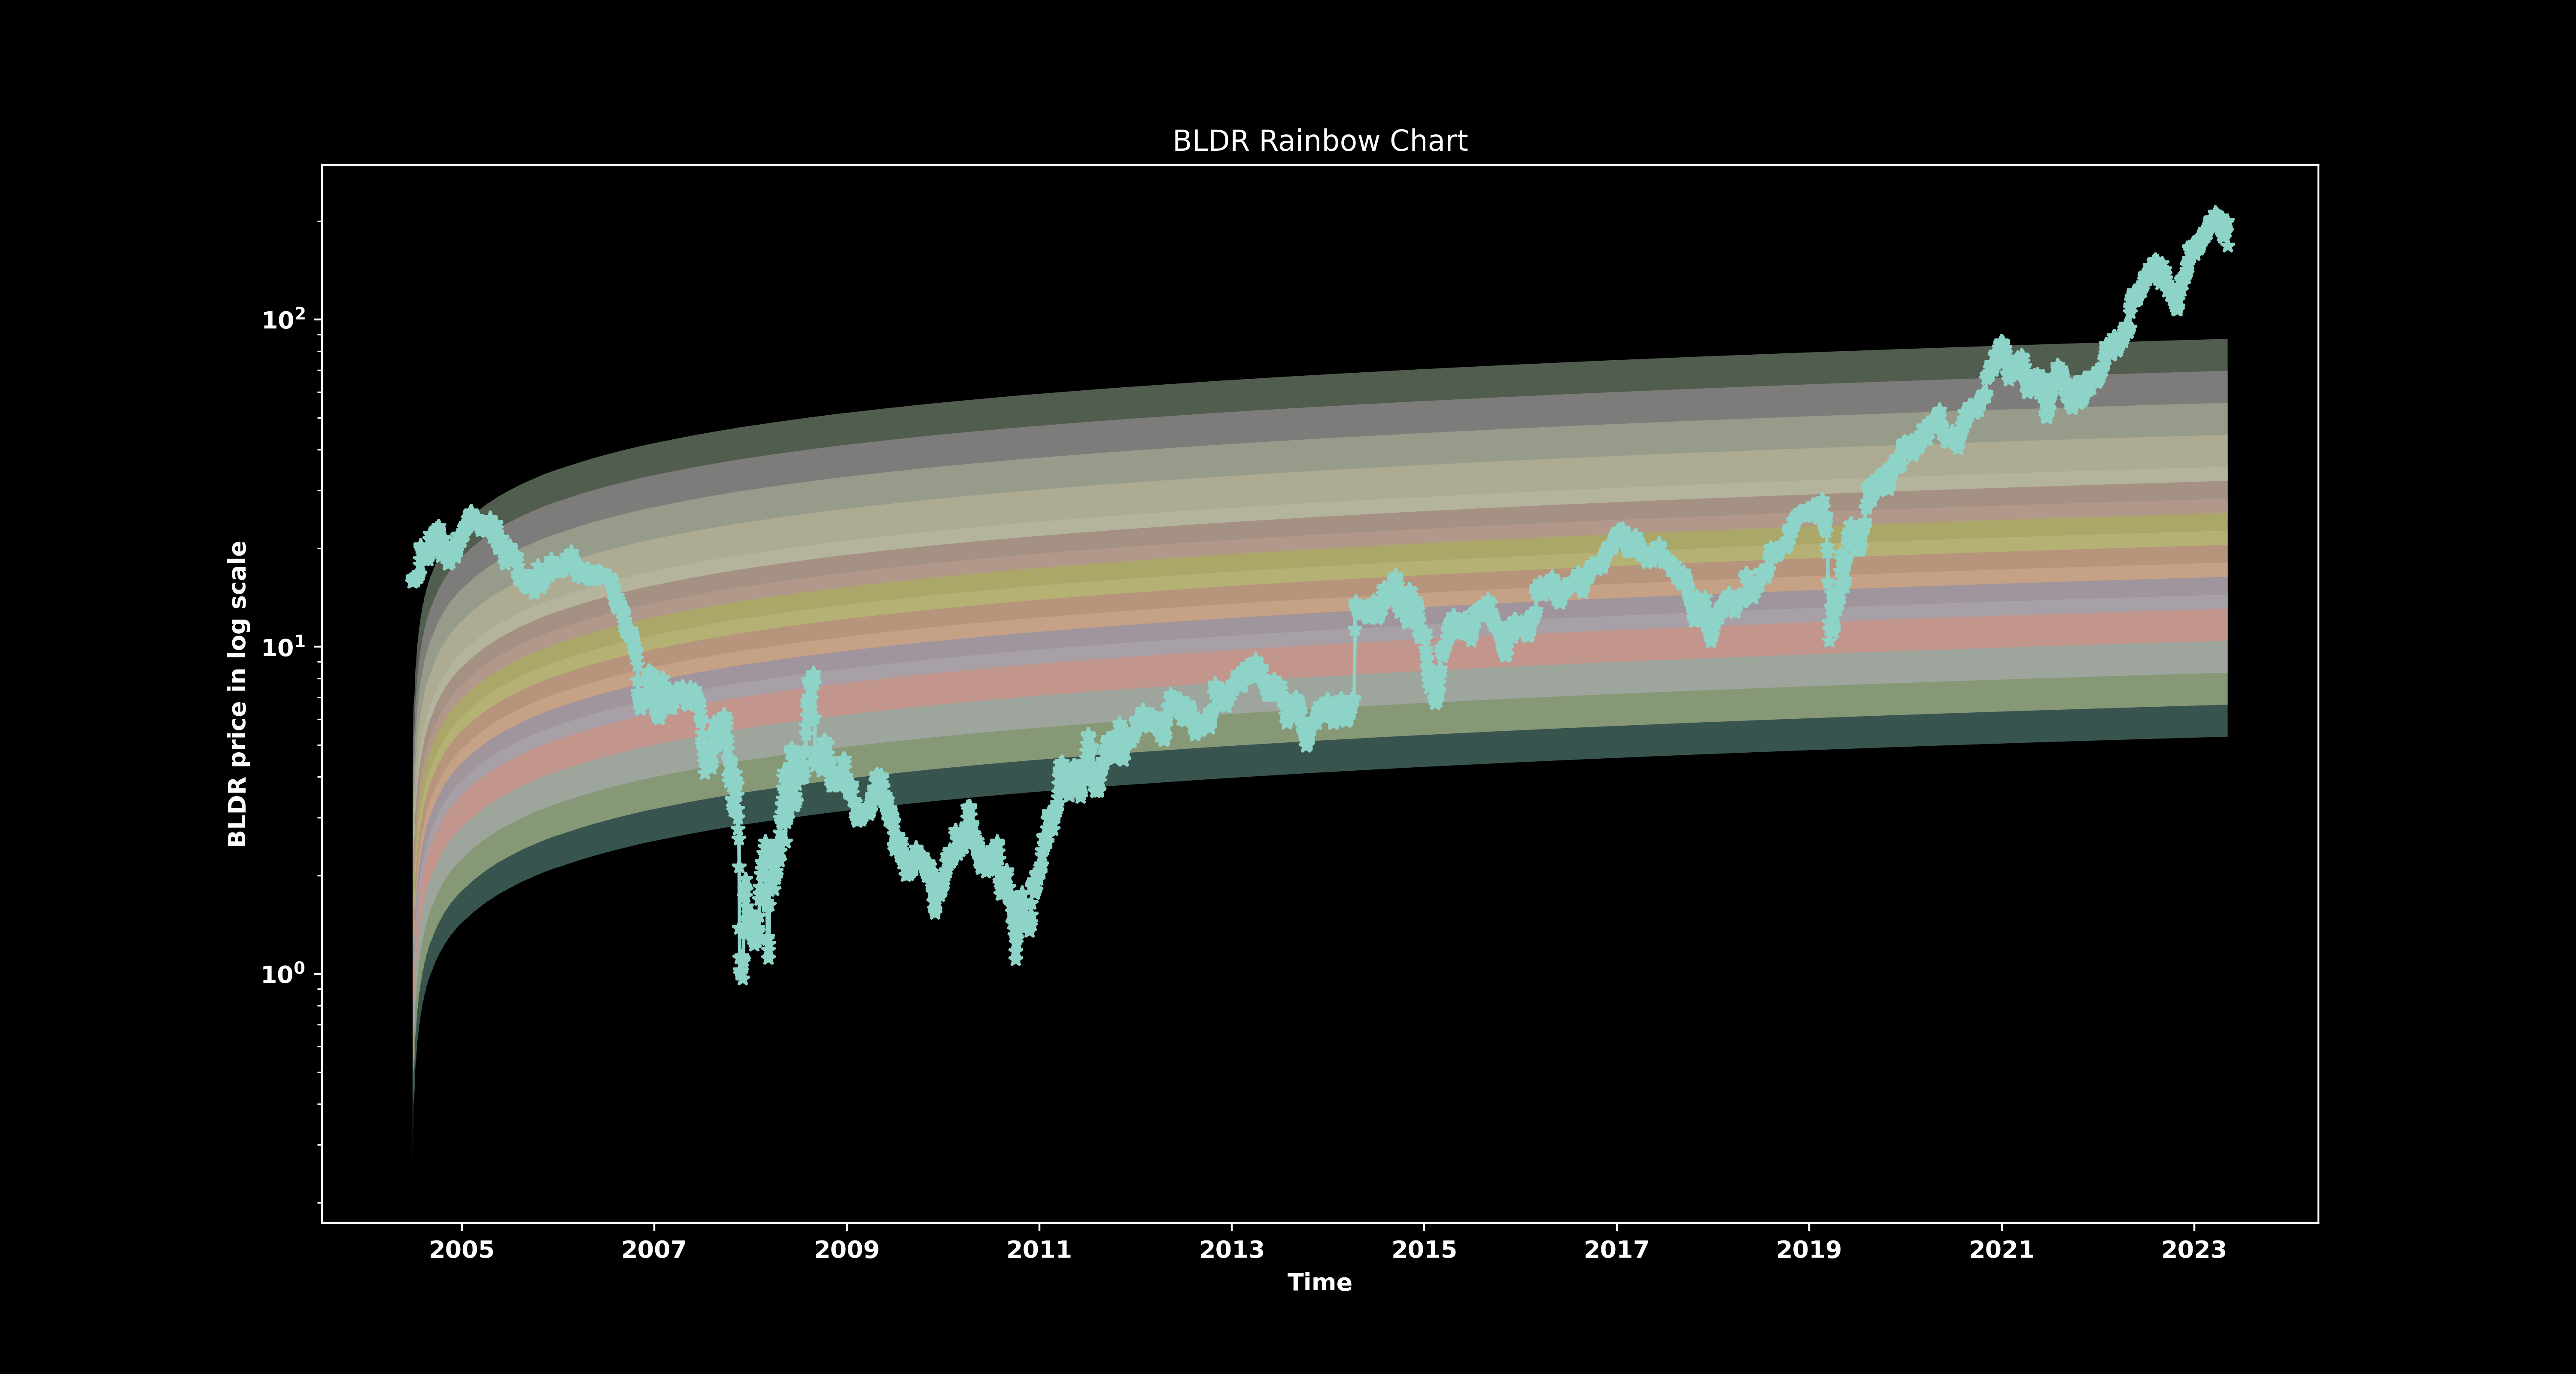 BLDR Rainbow Chart
BLDR price in log scale
10²
10¹
10⁰
2005 2007 2009 2011 2013 2015 2017 2019 2021 2023
Time